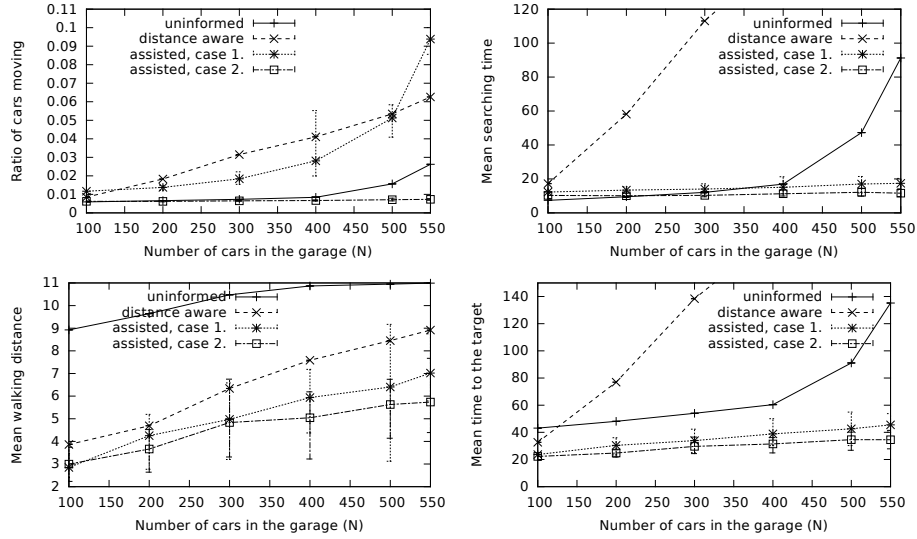 Ratio of cars moving
0.11
0.1
0.09
0.08
0.07
0.06
0.05
0.04
0.03
0.02
0.01
0
uninformed
distance aware
assisted, case 1.
assisted, case 2.
100 150 200 250 300 350 400 450 500 550
Number of cars in the garage (N)
Mean searching time
120
100
80
60
40
20
0
uninformed
distance aware
assisted, case 1.
assisted, case 2.
100 150 200 250 300 350 400 450 500 550
Number of cars in the garage (N)
Mean walking distance
11
10
9
8
7
6
5
4
3
2
uninformed
distance aware
assisted, case 1.
assisted, case 2.
100 150 200 250 300 350 400 450 500 550
Number of cars in the garage (N)
Mean time to the target
140
120
100
80
60
40
20
0
uninformed
distance aware
assisted, case 1.
assisted, case 2.
100 150 200 250 300 350 400 450 500 550
Number of cars in the garage (N)